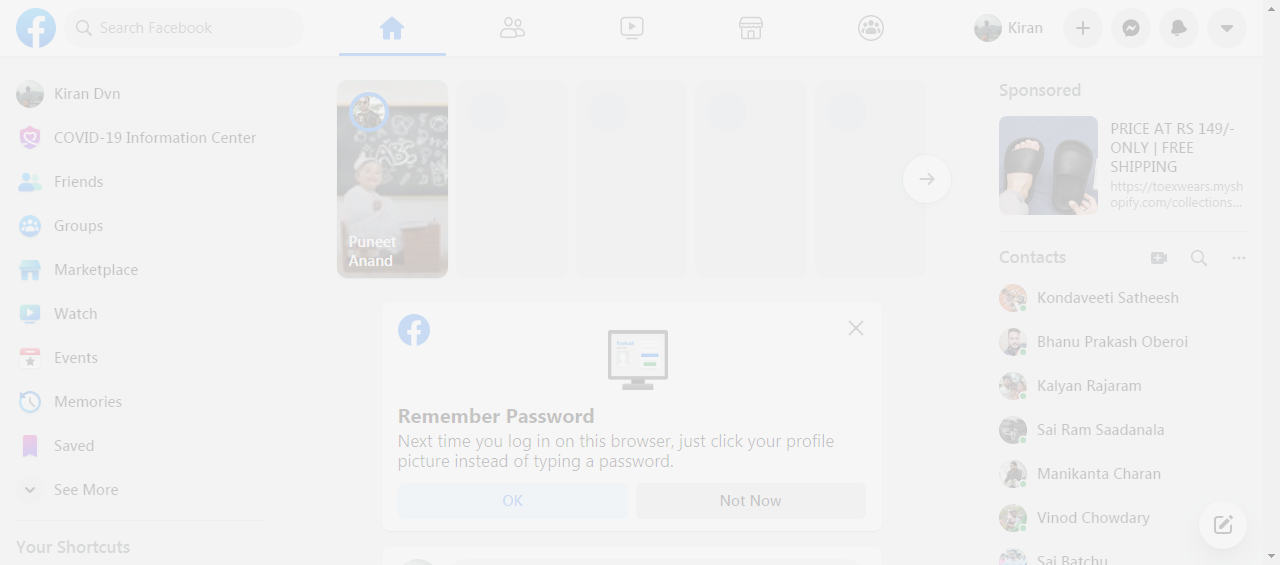 Search Facebook
Kiran
Kiran Dvn
COVID-19 Information Center
Friends
Groups
Marketplace
Watch
Events
Memories
Saved
See More
Your Shortcuts
Puneet
Anand
Remember Password
Next time you log in on this browser, just click your profile
picture instead of typing a password.
OK
Not Now
Sponsored
PRICE AT RS 149/-
ONLY | FREE
SHIPPING
https://toexwears.mysh
opify.com/collections...
Contacts
Kondaveeti Satheesh
Bhanu Prakash Oberoi
Kalyan Rajaram
Sai Ram Saadanala
Manikanta Charan
Vinod Chowdary
Sai Batchu